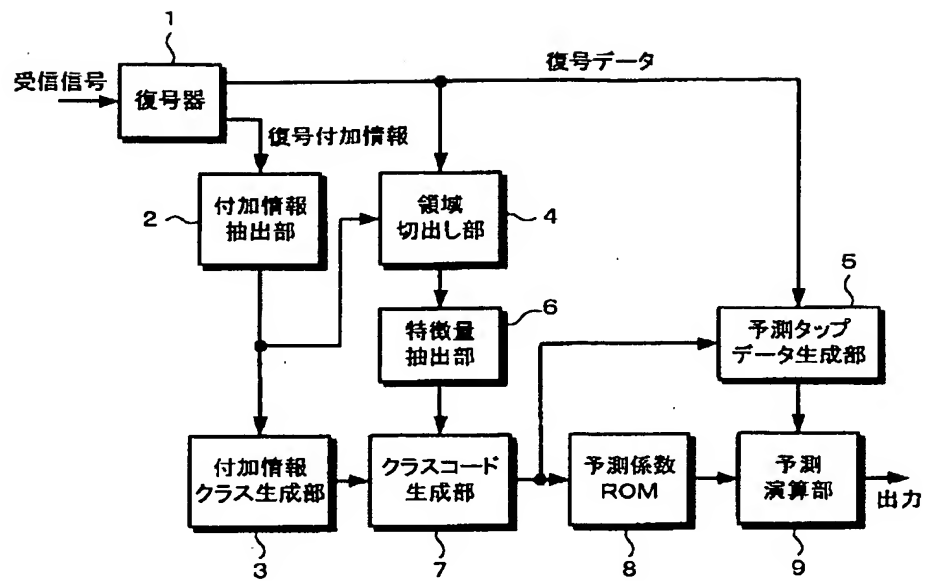 1
受信信号
復号器
復号データ
復号付加情報
2
付加情報
抽出部
領域
切出し部
4
特徴量
抽出部
6
5
予測タップ
データ生成部
付加情報
クラス生成部
クラスコード
生成部
予測係数
ROM
予測
演算部
出力
3
7
8
9